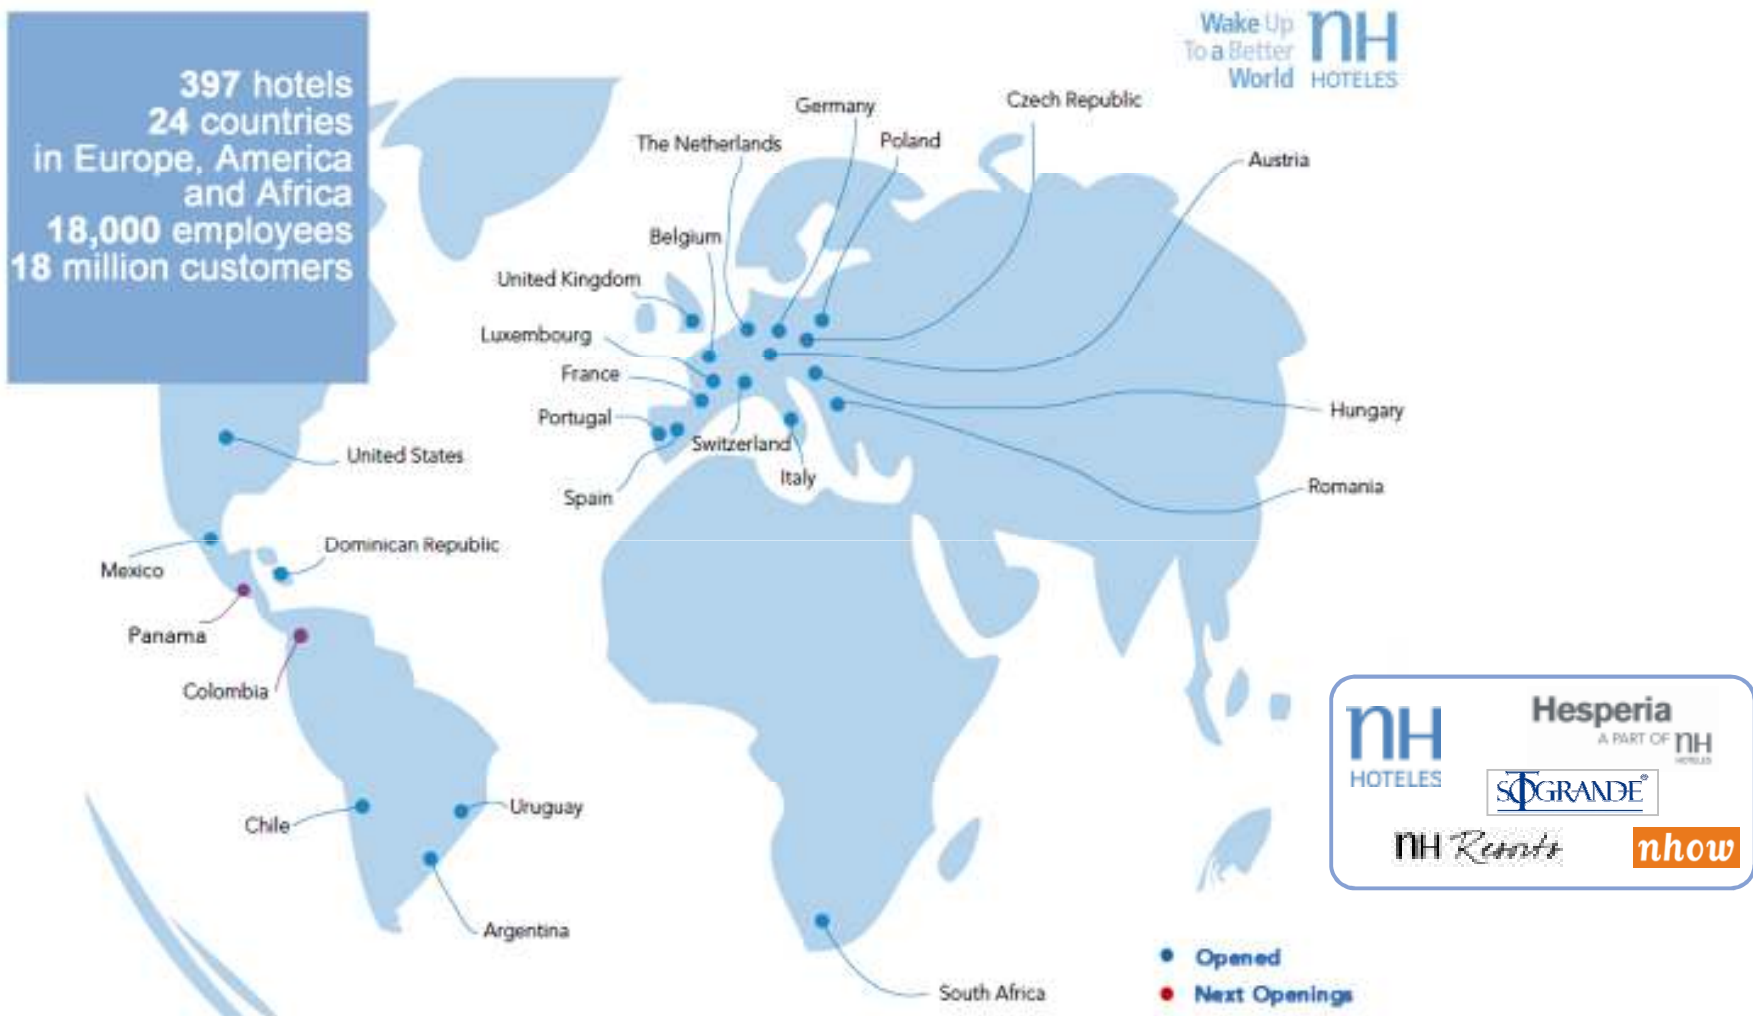 397 hotels
24 countries
in Europe, America
and Africa
18,000 employees
18 million customers
Wake Up
To a Better
World
nH
HOTELES
Germany
Czech Republic
The Netherlands
Poland
Austria
Belgium
United Kingdom
Luxembourg
France
Portugal
Switzerland
Hungary
United States
Italy
Spain
Romania
Dominican Republic
Mexico
Panama
Colombia
Chile
Uruguay
Argentina
South Africa
nH
HOTELES
Hesperia
A PART OF nH
HOTELES
SOTOGRANDE®
nH Resorts
nhow
Opened
Next Openings